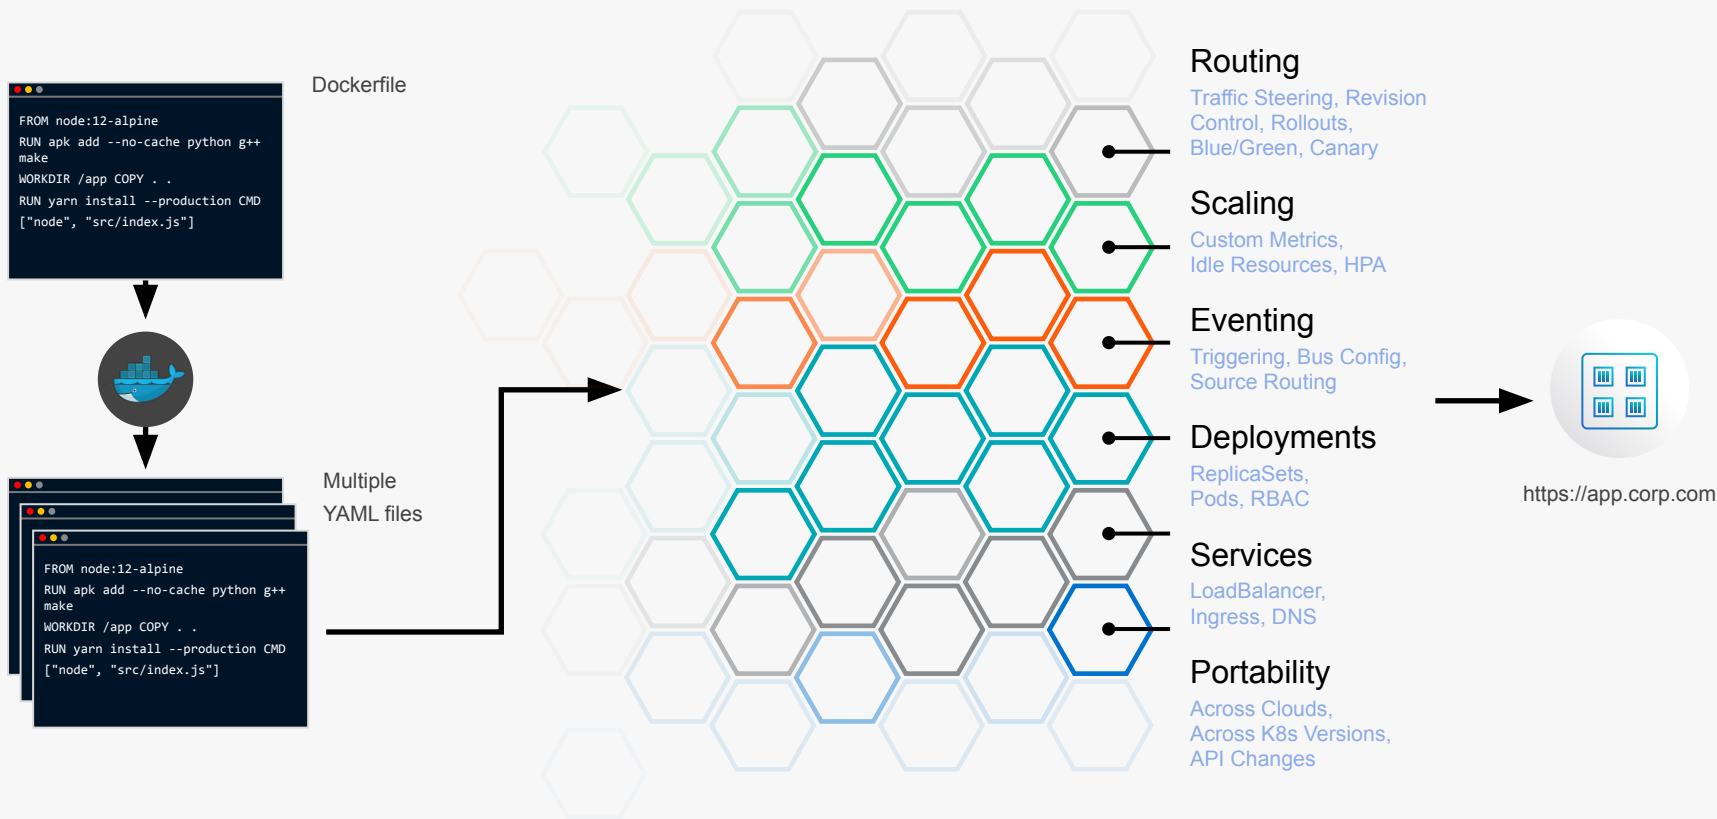 Dockerfile
FROM node:12-alpine
RUN apk add --no-cache python g++
make
WORKDIR /app COPY . .
RUN yarn install --production CMD
["node", "src/index.js"]
Multiple
YAML files
FROM node:12-alpine
RUN apk add --no-cache python g++
make
WORKDIR /app COPY . .
RUN yarn install --production CMD
["node", "src/index.js"]
Routing
Traffic Steering, Revision
Control, Rollouts,
Blue/Green, Canary
Scaling
Custom Metrics,
Idle Resources, HPA
Eventing
Triggering, Bus Config,
Source Routing
Deployments
ReplicaSets,
Pods, RBAC
Services
LoadBalancer,
Ingress, DNS
Portability
Across Clouds,
Across K8s Versions,
API Changes
https://app.corp.com